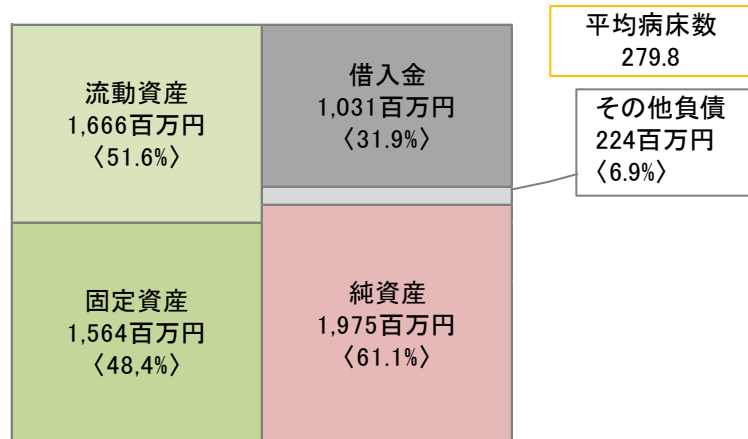 流動資産
1,666百万円
〈51.6%〉
借入金
1,031百万円
〈31.9%〉
平均病床数
279.8
その他負債
224百万円
〈6.9%〉
固定資産
1,564百万円
〈48,4%〉
純資産
1,975百万円
〈61.1%〉